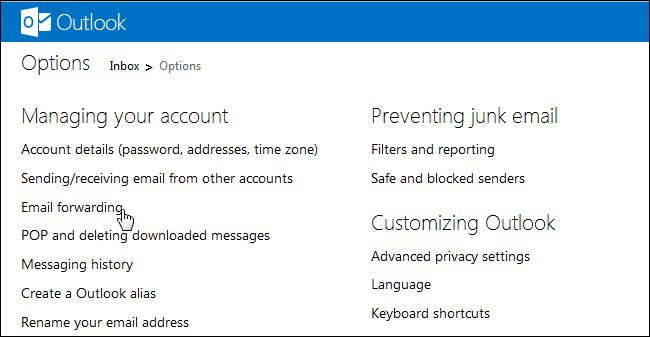 Outlook
Options Inbox > Options
Managing your account
Account details (password, addresses, time zone)
Sending/receiving email from other accounts
Email forwarding
POP and deleting downloaded messages
Messaging history
Create a Outlook alias
Rename your email address
Preventing junk email
Filters and reporting
Safe and blocked senders
Customizing Outlook
Advanced privacy settings
Language
Keyboard shortcuts